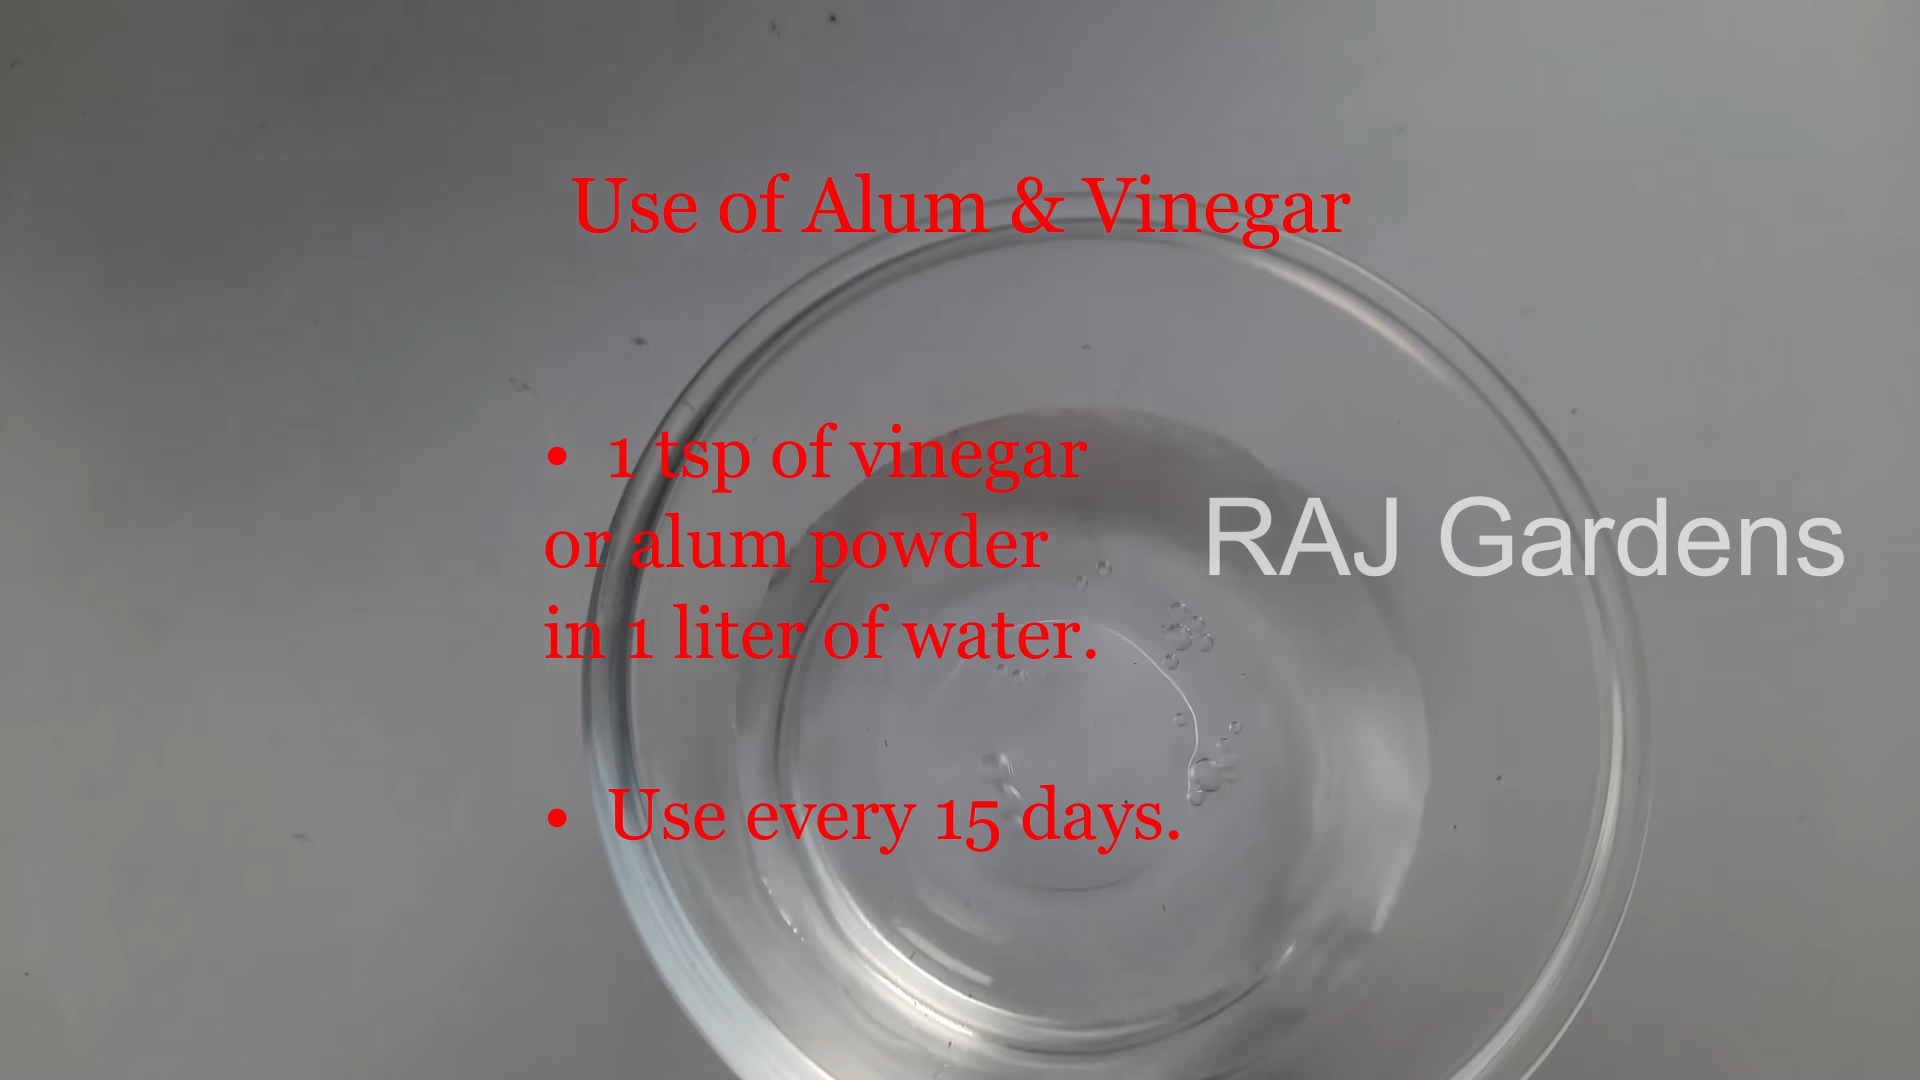 Use of Alum & Vinegar
• 1 tsp of vinegar
or alum powder
in 1 liter of water.
RAJ Gardens
• Use every 15 days.